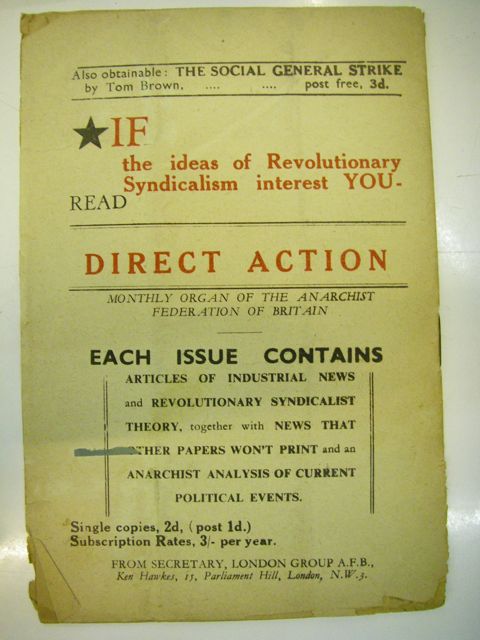 Also obtainable: THE SOCIAL GENERAL STRIKE
by Tom Brown. .... .... post free, 3d.
★IF
the ideas of Revolutionary
Syndicalism interest YOU-
READ
DIRECT ACTION
MONTHLY ORGAN OF THE ANARCHIST
FEDERATION OF BRITAIN
EACH ISSUE CONTAINS
ARTICLES OF INDUSTRIAL NEWS
and REVOLUTIONARY SYNDICALIST
THEORY, together with NEWS THAT
OTHER PAPERS WON'T PRINT and an
ANARCHIST ANALYSIS OF CURRENT
POLITICAL EVENTS.
Single copies, 2d, (post 1d.)
Subscription Rates, 3/- per year.
FROM SECRETARY, LONDON GROUP A.F.B.,
Ken Hawkes, 15, Parliament Hill, London, N.W.3.